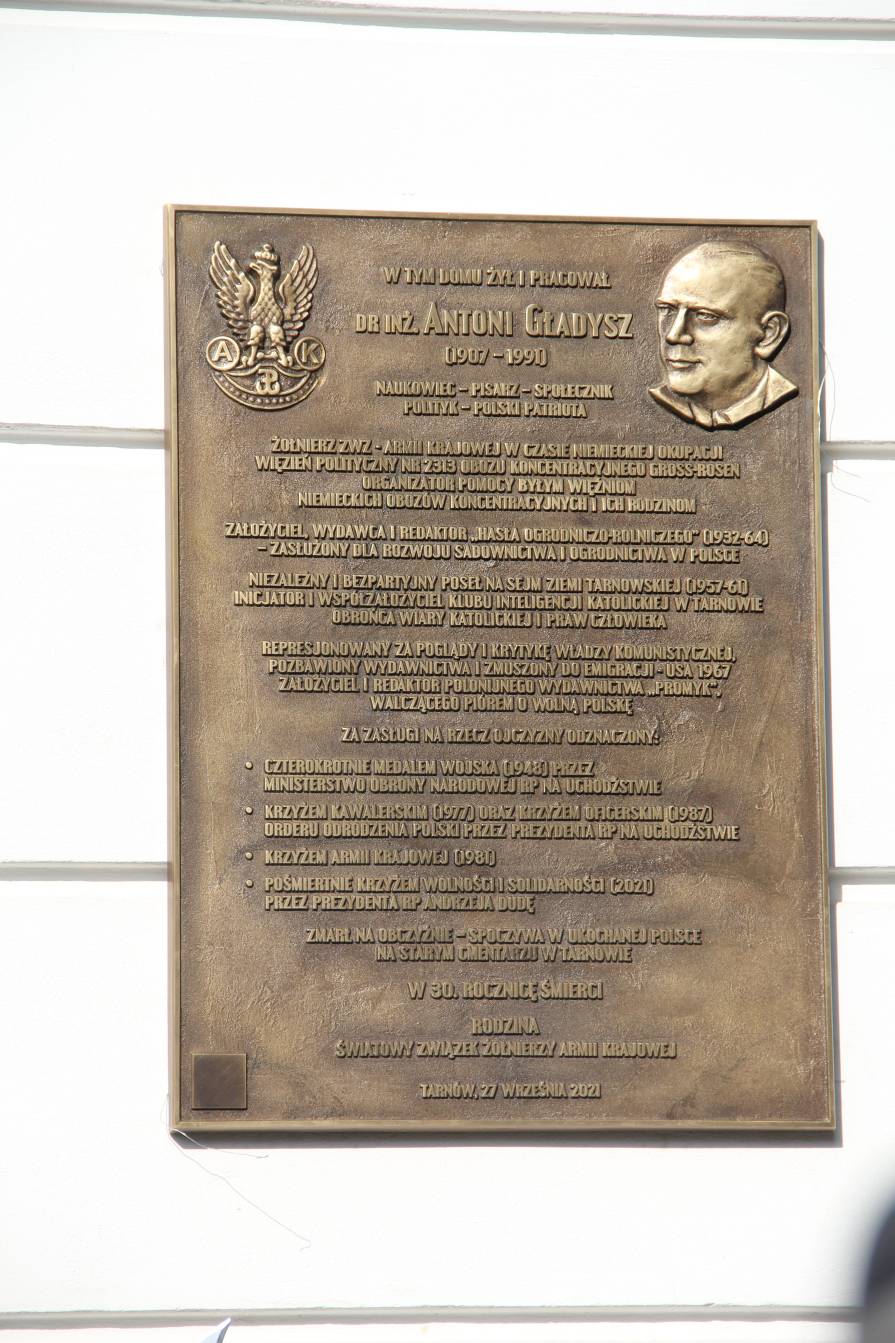 W TYM DOMU ŻYŁ I PRACOWAŁ
DR INŻ. ANTONI GŁADYSZ
(1907 – 1991)
NAUKOWIEC – PISARZ – SPOŁECZNIK
POLITYK – POLSKI PATRIOTA
A K
ŻOŁNIERZ ZWZ - ARMII KRAJOWEJ W CZASIE NIEMIECKIEJ OKUPACJI
WIĘZIEŃ POLITYCZNY NR 2313 OBOZU KONCENTRACYJNEGO GROSS-ROSEN
ORGANIZATOR POMOCY BYŁYM WIĘŹNIOM
NIEMIECKICH OBOZÓW KONCENTRACYJNYCH I ICH RODZINOM
ZAŁOŻYCIEL, WYDAWCA I REDAKTOR „HASŁA OGRODNICZO-ROLNICZEGO" (1932-64)
– ZASŁUŻONY DLA ROZWOJU SADOWNICTWA I OGRODNICTWA W POLSCE
NIEZALEŻNY I BEZPARTYJNY POSEŁ NA SEJM ZIEMI TARNOWSKIEJ (1957-61)
INICJATOR I WSPÓŁZAŁOŻYCIEL KLUBU INTELIGENCJI KATOLICKIEJ W TARNOWIE
OBROŃCA WIARY KATOLICKIEJ I PRAW CZŁOWIEKA
REPRESJONOWANY ZA POGLĄDY I KRYTYKĘ WŁADZY KOMUNISTYCZNEJ,
POZBAWIONY WYDAWNICTWA I ZMUSZONY DO EMIGRACJI - USA 1967
ZAŁOŻYCIEL I REDAKTOR POLONIJNEGO WYDAWNICTWA „PROMYK",
WALCZĄCEGO PIÓREM O WOLNĄ POLSKĘ
ZA ZASŁUGI NA RZECZ OJCZYZNY ODZNACZONY:
• CZTEROKROTNIE MEDALEM WOJSKA (1948) PRZEZ
MINISTERSTWO OBRONY NARODOWEJ RP NA UCHODŹSTWIE
• KRZYŻEM KAWALERSKIM (1977) ORAZ KRZYŻEM OFICERSKIM (1987)
ORDERU ODRODZENIA POLSKI PRZEZ PREZYDENTA RP NA UCHODŹSTWIE
• KRZYŻEM ARMII KRAJOWEJ (1981)
• POŚMIERTNIE KRZYŻEM WOLNOŚCI I SOLIDARNOŚCI (2021)
PRZEZ PREZYDENTA RP ANDRZEJA DUDĘ
ZMARŁ NA OBCZYŹNIE – SPOCZYWA W UKOCHANEJ POLSCE
NA STARYM CMENTARZU W TARNOWIE
W 30. ROCZNICĘ ŚMIERCI
RODZINA
ŚWIATOWY ZWIĄZEK ŻOŁNIERZY ARMII KRAJOWEJ
TARNÓW, 27 WRZEŚNIA 2021